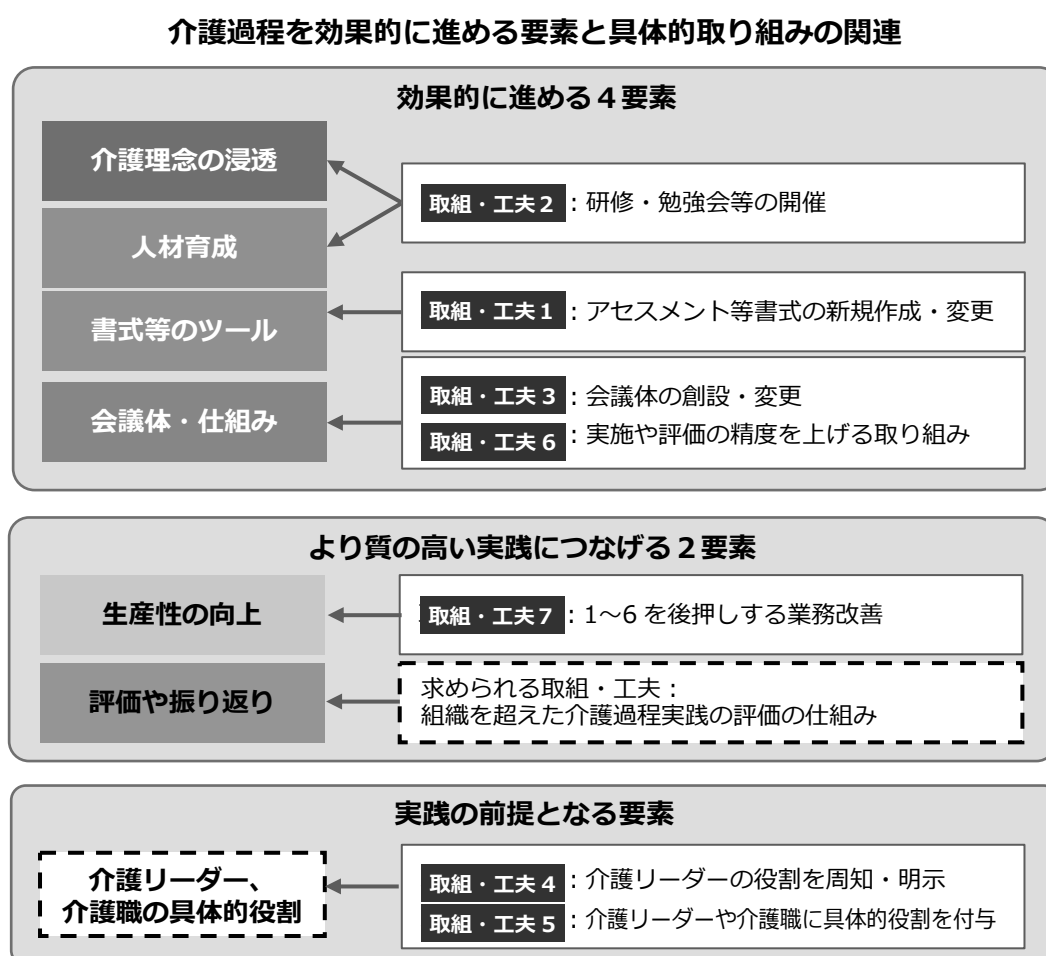 介護過程を効果的に進める要素と具体的取り組みの関連
効果的に進める4要素
介護理念の浸透
人材育成
取組・工夫2:研修・勉強会等の開催
書式等のツール
取組・工夫1:アセスメント等書式の新規作成・変更
会議体・仕組み
取組・工夫3:会議体の創設・変更
取組・工夫6:実施や評価の精度を上げる取り組み
より質の高い実践につなげる2要素
生産性の向上
取組・工夫7:1~6を後押しする業務改善
評価や振り返り
求められる取組・工夫:
組織を超えた介護過程実践の評価の仕組み
実践の前提となる要素
介護リーダー、
介護職の具体的役割
取組・工夫4:介護リーダーの役割を周知・明示
取組・工夫5:介護リーダーや介護職に具体的役割を付与